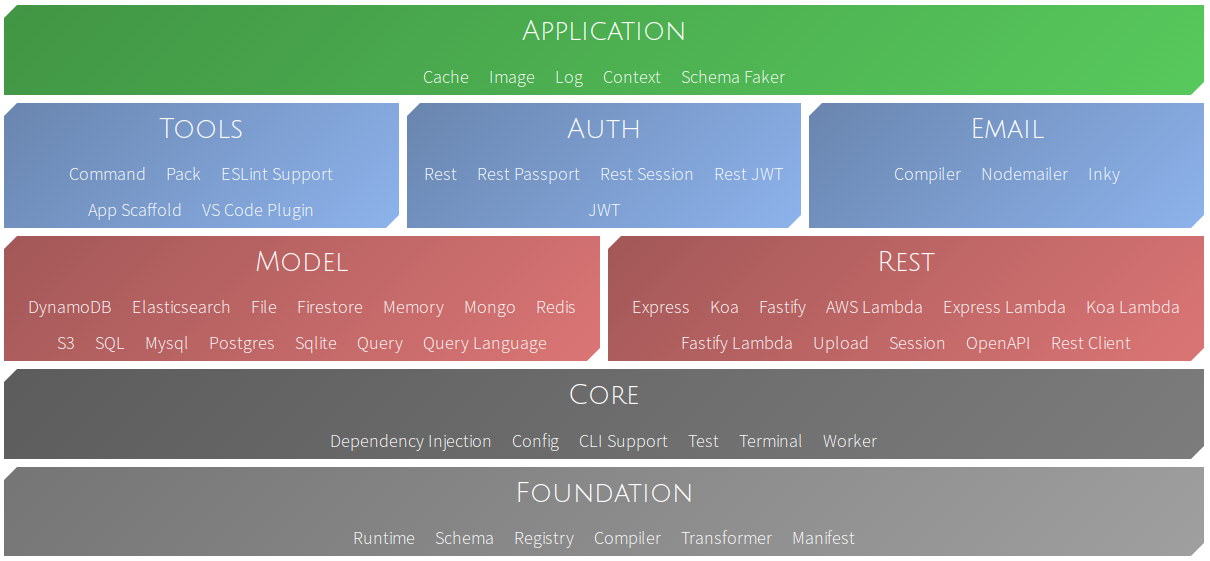 Application
Cache Image Log Context Schema Faker
Tools
Command Pack ESLint Support
App Scaffold VS Code Plugin
Auth
Rest Rest Passport Rest Session Rest JWT
JWT
Email
Compiler Nodemailer Inky
Model
DynamoDB Elasticsearch File Firestore Memory Mongo Redis
S3 SQL Mysql Postgres Sqlite Query Query Language
Rest
Express Koa Fastify AWS Lambda Express Lambda Koa Lambda
Fastify Lambda Upload Session OpenAPI Rest Client
Core
Dependency Injection Config CLI Support Test Terminal Worker
Foundation
Runtime Schema Registry Compiler Transformer Manifest